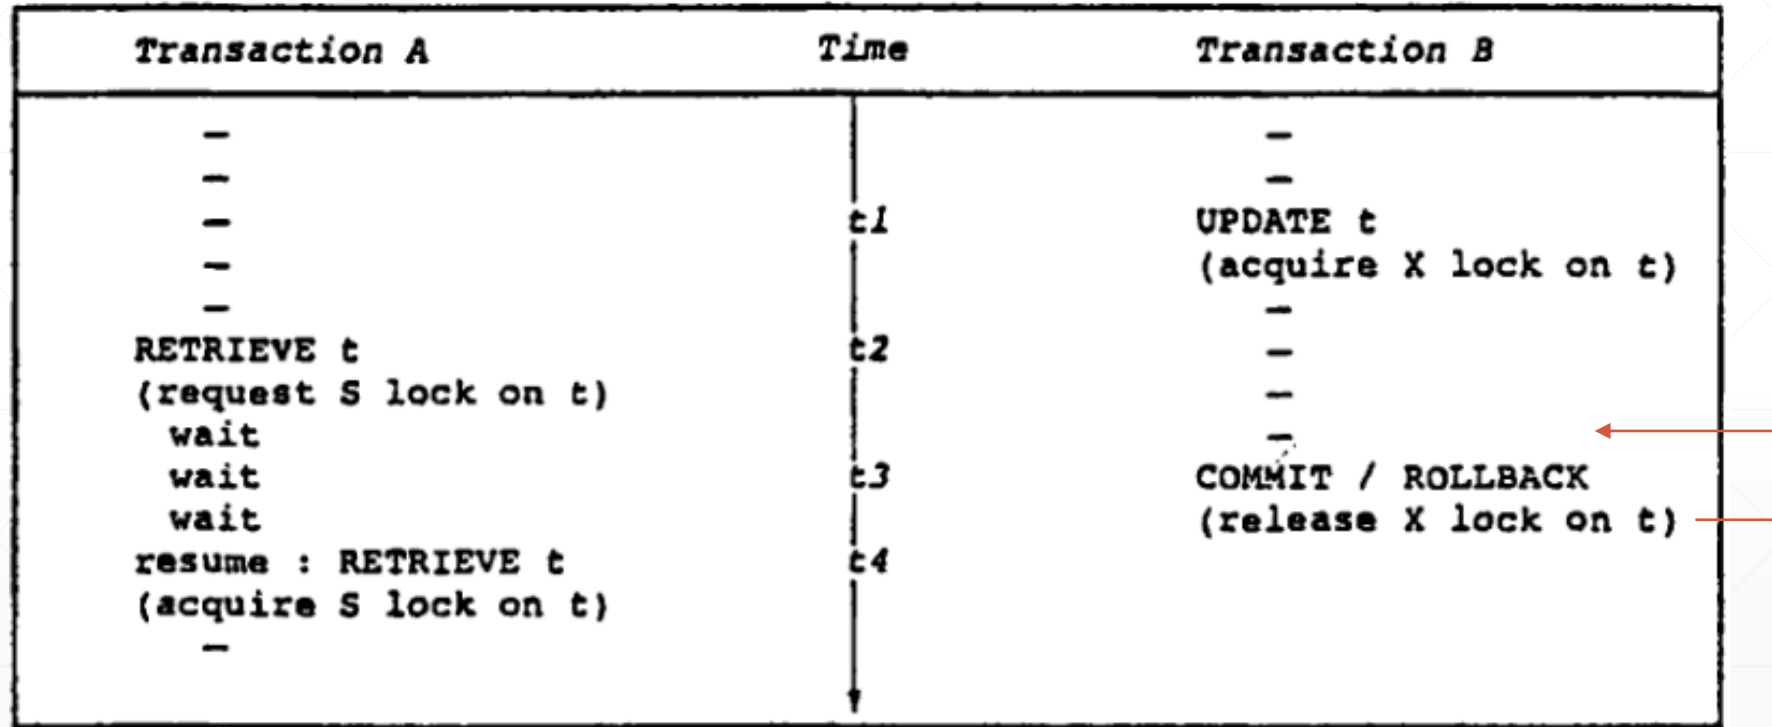 Transaction A Time Transaction B
t1 UPDATE t
(acquire X lock on t)
RETRIEVE t t2
(request S lock on t)
wait
wait t3 COMMIT / ROLLBACK
wait (release X lock on t)
resume : RETRIEVE t t4
(acquire S lock on t)